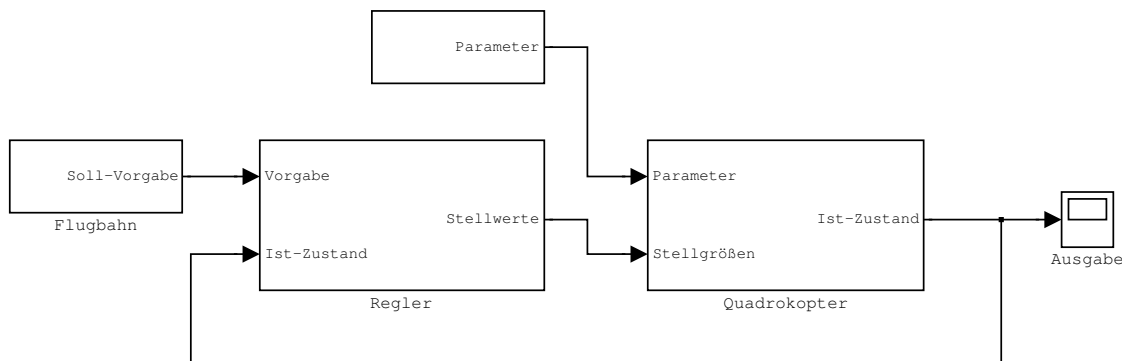 Parameter
Soll-Vorgabe
Flugbahn
Vorgabe
Stellwerte
Ist-Zustand
Regler
Parameter
Ist-Zustand
Stellgrößen
Quadrokopter
Ausgabe